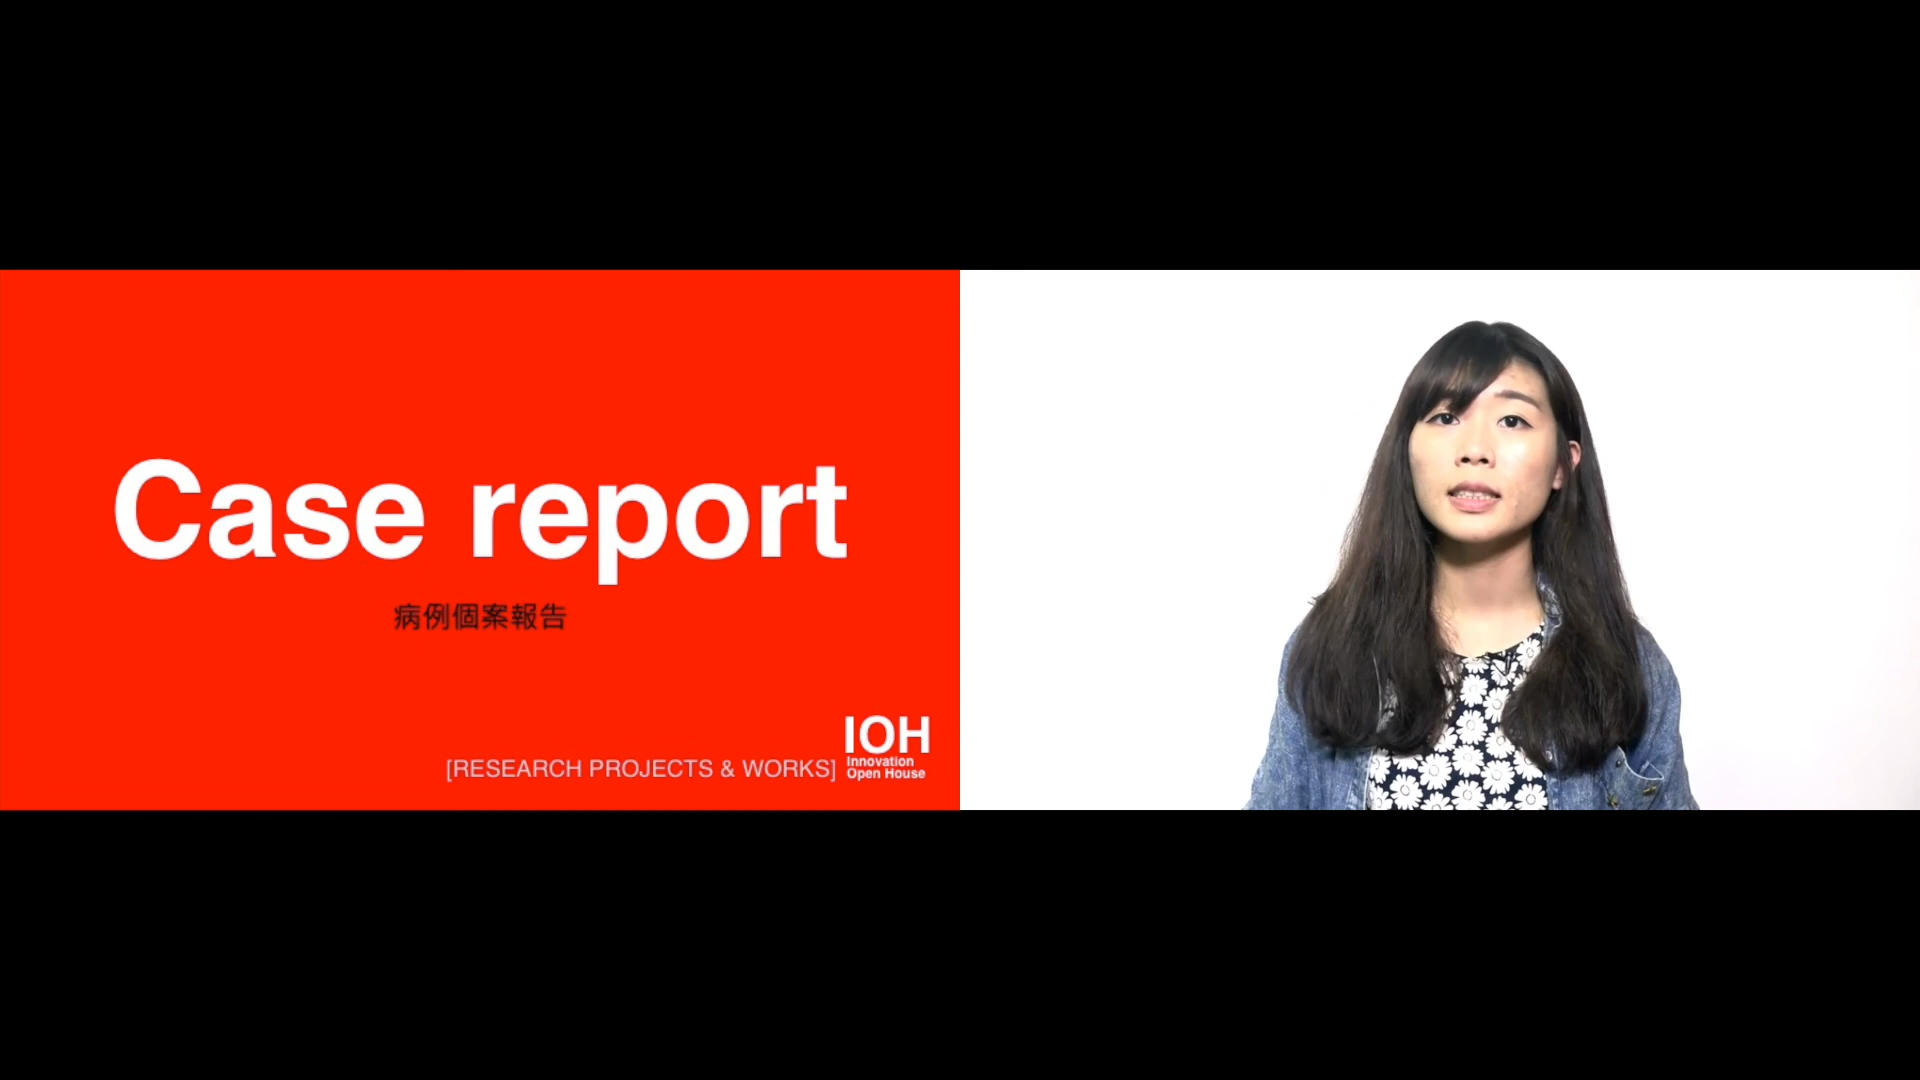 Case report
病例個案報告
[RESEARCH PROJECTS & WORKS]
IOH
Innovation
Open House